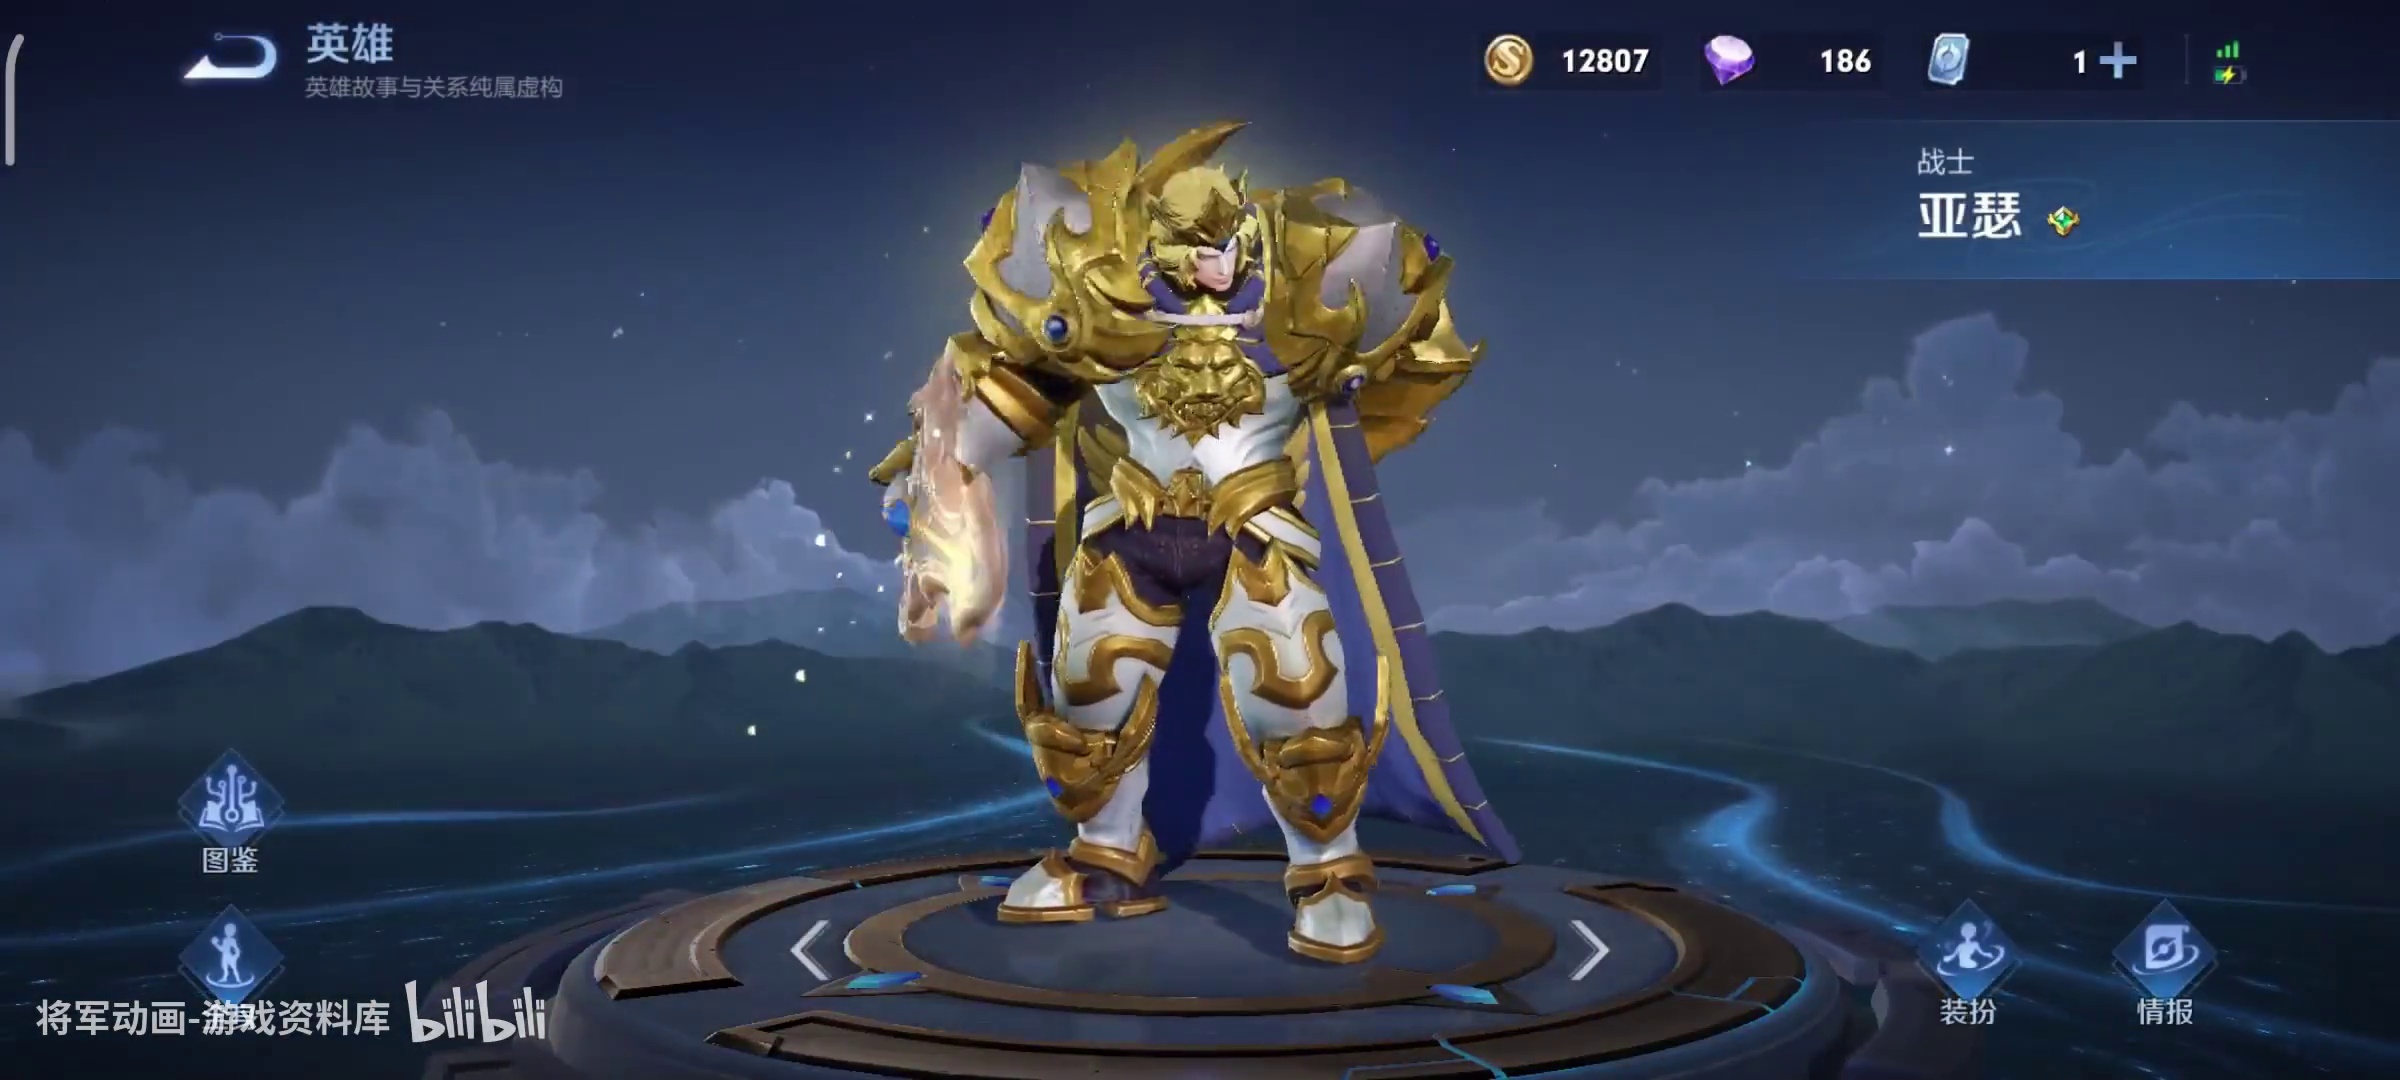 英雄
英雄故事与关系纯属虚构
12807
186
1
战士
亚瑟
图鉴
将军动画-游戏资料库 bilibili
装扮
情报